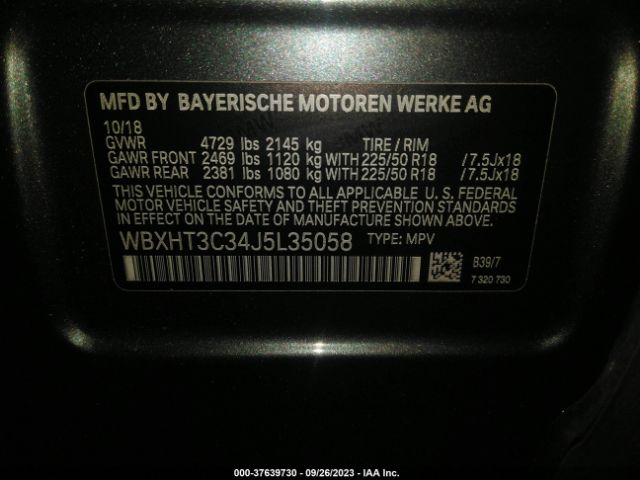 MFD BY BAYERISCHE MOTOREN WERKE AG
10/18
GVWR 4729 lbs 2145 kg TIRE / RIM
GAWR FRONT 2469 lbs 1120 kg WITH 225/50 R18 / 7.5Jx18
GAWR REAR 2381 lbs 1080 kg WITH 225/50 R18 / 7.5Jx18
THIS VEHICLE CONFORMS TO ALL APPLICABLE U. S. FEDERAL
MOTOR VEHICLE SAFETY, BUMPER, AND THEFT PREVENTION
STANDARDS IN EFFECT ON THE DATE OF MANUFACTURE SHOWN ABOVE.
WBXHT3C34J5L35058 TYPE: MPV
B39/7
7 320 730
000-37639730 - 09/26/2023 - IAA Inc.